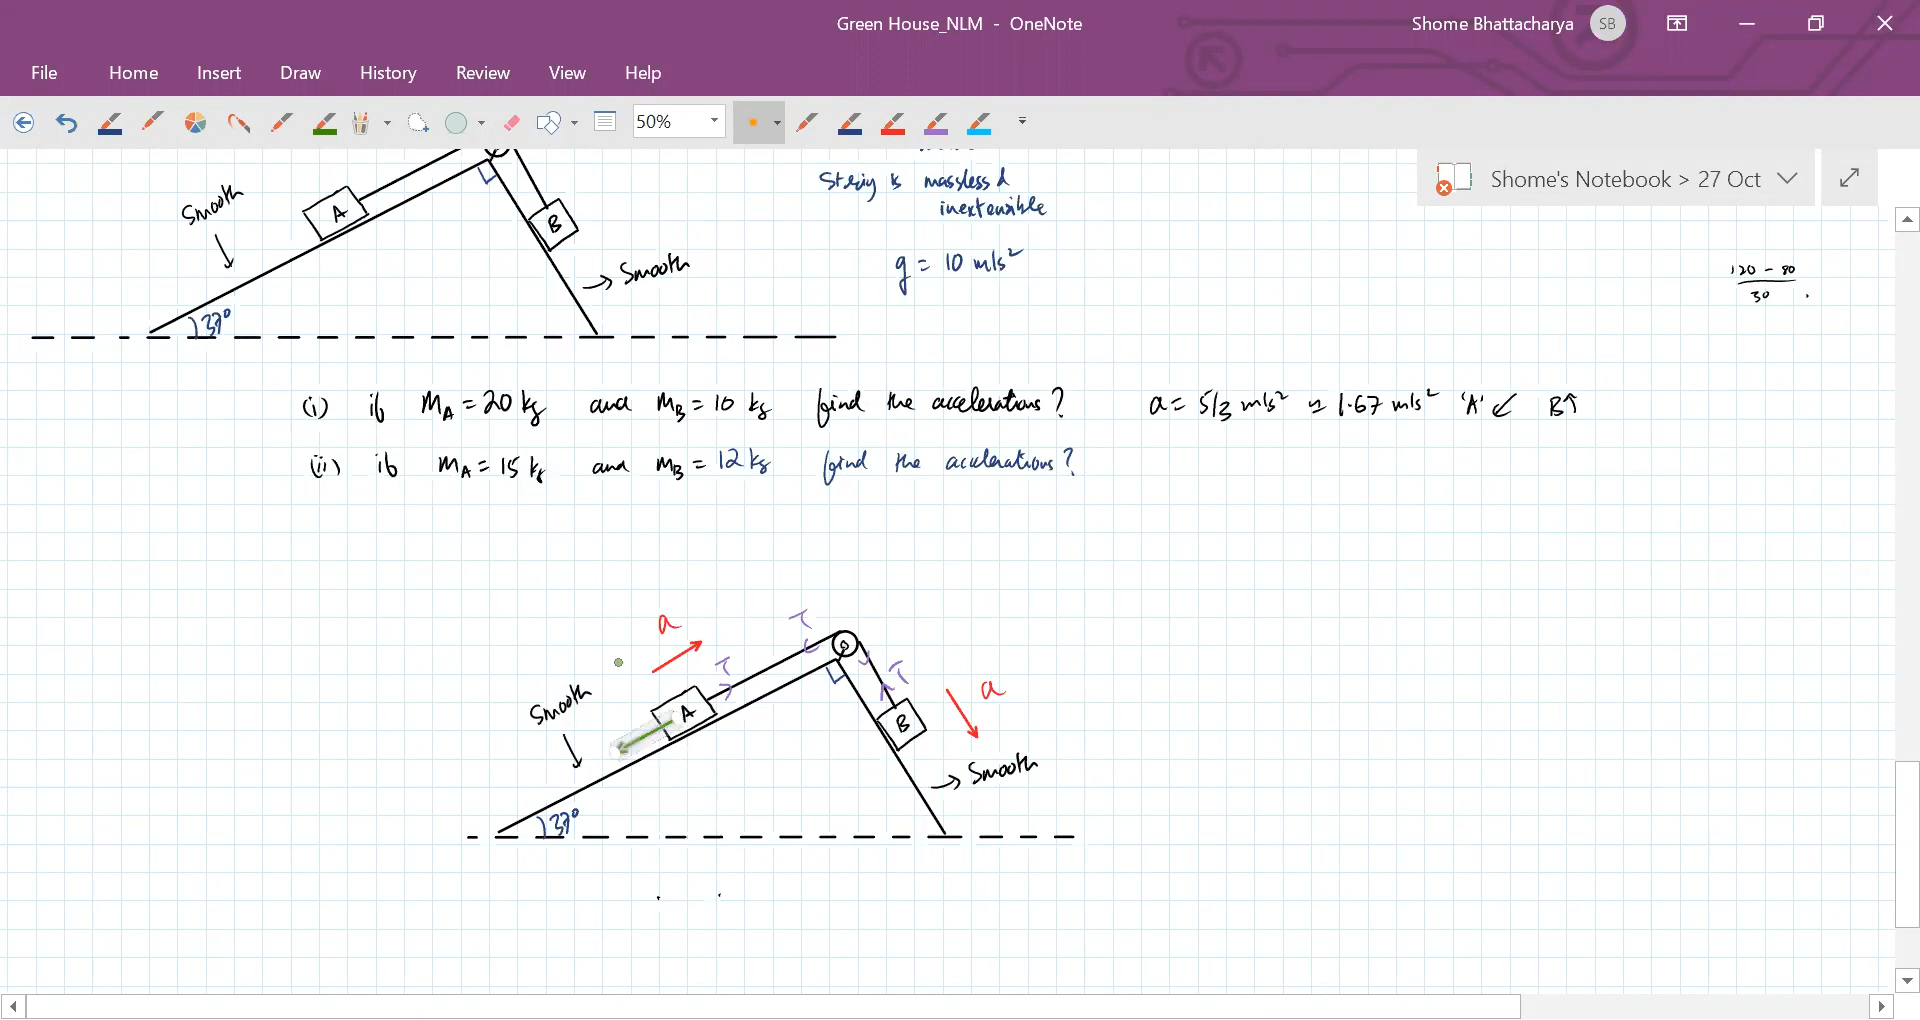 Green House_NLM - OneNote
Shome Bhattacharya SB
File Home Insert Draw History Review View Help
50%
Shome's Notebook > 27 Oct
String is massless &
inextensible
g = 10 m/s²
Smooth
A
B
Smooth
37°
120 - 80
30
(i) if mA = 20 kg and mB = 10 kg find the accelerations? a = 5/3 m/s² ≈ 1.67 m/s² 'A' ↙ B↑
(ii) if mA = 15 kg and mB = 12 kg find the accelerations?
a
T
T
T
a
Smooth
A
B
Smooth
37°